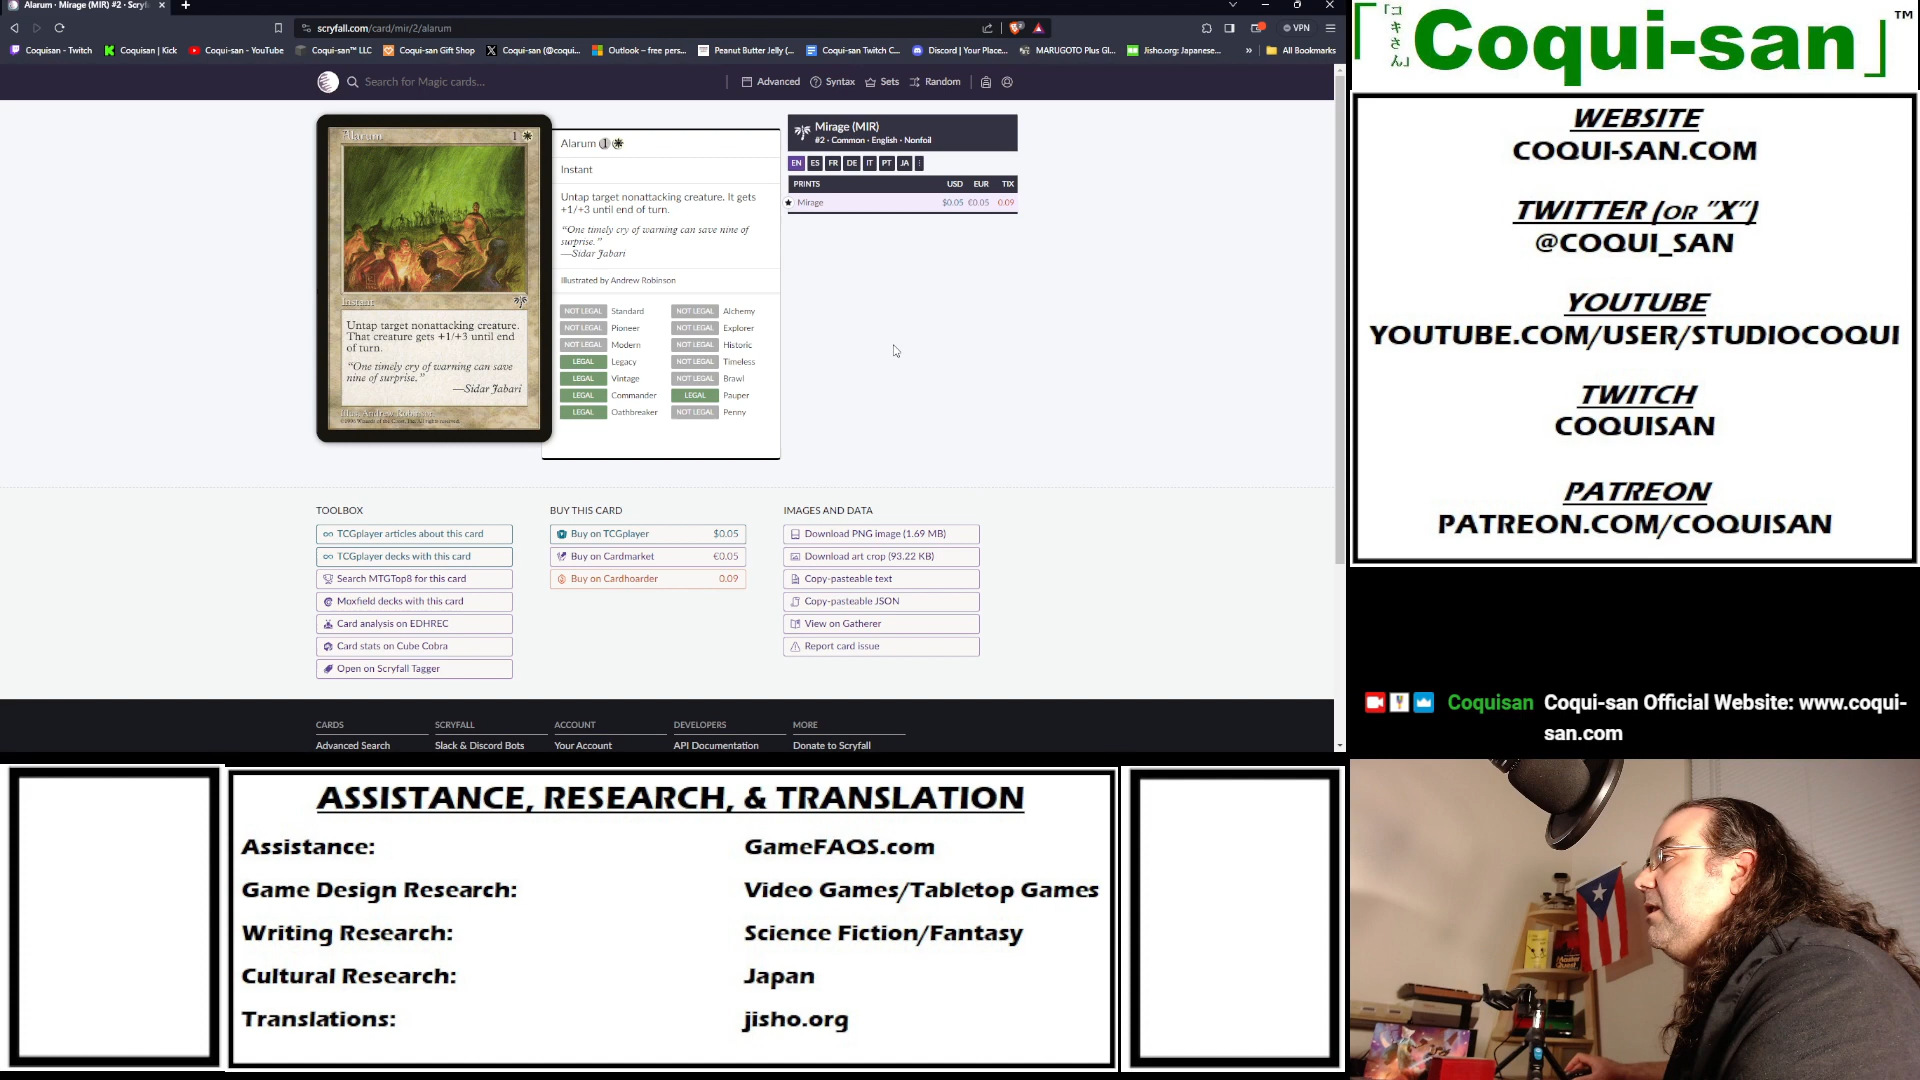 Alarum · Mirage (MIR) #2 · Scryf
scryfall.com/card/mir/2/alarum
VPN
Coquisan - Twitch
Coquisan | Kick
Coqui-san - YouTube
Coqui-san™ LLC
Coqui-san Gift Shop
Coqui-san (@coqui...
Outlook – free pers...
Peanut Butter Jelly (...
Coqui-san Twitch C...
Discord | Your Place...
MARUGOTO Plus GI...
Jisho.org: Japanese...
»
All Bookmarks
Search for Magic cards...
Advanced
Syntax
Sets
Random
Alarum 1
Instant
Untap target nonattacking creature.
That creature gets +1/+3 until end
of turn.
“One timely cry of warning can save
nine of surprise.”
—Sidar Jabari
Illus. Andrew Robinson
Alarum 1
Instant
Untap target nonattacking creature. It gets
+1/+3 until end of turn.
“One timely cry of warning can save nine of
surprise.”
—Sidar Jabari
Illustrated by Andrew Robinson
NOT LEGAL Standard NOT LEGAL Alchemy
NOT LEGAL Pioneer NOT LEGAL Explorer
NOT LEGAL Modern NOT LEGAL Historic
LEGAL Legacy NOT LEGAL Timeless
LEGAL Vintage NOT LEGAL Brawl
LEGAL Commander LEGAL Pauper
LEGAL Oathbreaker NOT LEGAL Penny
Mirage (MIR)
#2 · Common · English · Nonfoil
EN ES FR DE IT PT JA
PRINTS USD EUR TIX
Mirage $0.05 €0.05 0.09
TOOLBOX
TCGplayer articles about this card
TCGplayer decks with this card
Search MTGTop8 for this card
Moxfield decks with this card
Card analysis on EDHREC
Card stats on Cube Cobra
Open on Scryfall Tagger
BUY THIS CARD
Buy on TCGplayer $0.05
Buy on Cardmarket €0.05
Buy on Cardhoarder 0.09
IMAGES AND DATA
Download PNG image (1.69 MB)
Download art crop (93.22 KB)
Copy-pasteable text
Copy-pasteable JSON
View on Gatherer
Report card issue
CARDS SCRYFALL ACCOUNT DEVELOPERS MORE
Advanced Search Slack & Discord Bots Your Account API Documentation Donate to Scryfall
「コキさん」
「Coqui-san」™
WEBSITE
COQUI-SAN.COM
TWITTER (OR "X")
@COQUI_SAN
YOUTUBE
YOUTUBE.COM/USER/STUDIOCOQUI
TWITCH
COQUISAN
PATREON
PATREON.COM/COQUISAN
Coquisan Coqui-san Official Website: www.coqui-
san.com
ASSISTANCE, RESEARCH, & TRANSLATION
Assistance: GameFAQS.com
Game Design Research: Video Games/Tabletop Games
Writing Research: Science Fiction/Fantasy
Cultural Research: Japan
Translations: jisho.org